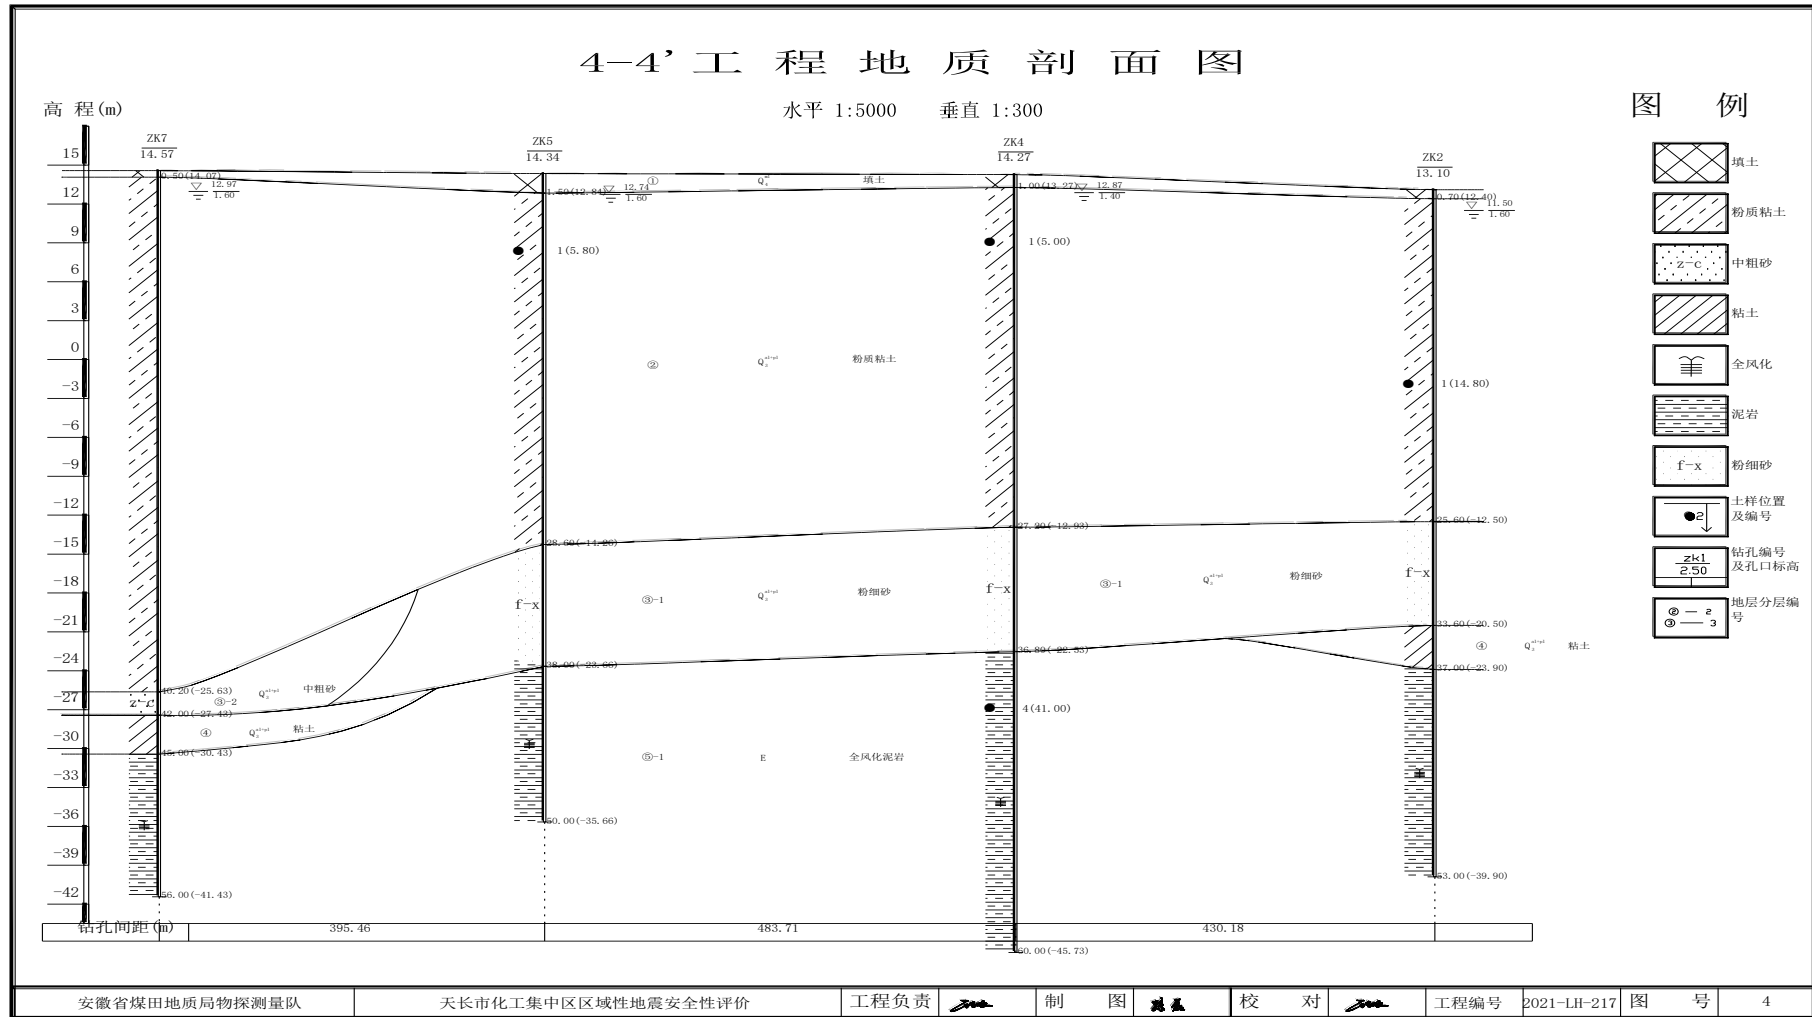 4-4'工程地质剖面图
水平 1:5000 垂直 1:300
高 程(m)
图 例
ZK7
14.57
ZK5
14.34
ZK4
14.27
ZK2
13.10
15
12
9
6
3
0
-3
-6
-9
-12
-15
-18
-21
-24
-27
-30
-33
-36
-39
-42
0.50(14.07)
12.97
1.60
40.20(-25.63)
z-c
42.00(-27.43)
45.00(-30.43)
56.00(-41.43)
③-2 Q 中粗砂
④ Q 粘土
1.50(12.84)
12.74
1.60
1(5.80)
28.60(-14.26)
f-x
38.00(-23.66)
50.00(-35.66)
① Q 填土
② Q 粉质粘土
③-1 Q 粉细砂
⑤-1 E 全风化泥岩
1.00(13.27)
12.87
1.40
1(5.00)
27.20(-12.93)
f-x
4(41.00)
60.00(-45.73)
③-1 Q 粉细砂
0.70(12.40)
11.50
1.60
1(14.80)
25.60(-12.50)
f-x
33.60(-20.50)
37.00(-23.90)
53.00(-39.90)
④ Q 粘土
填土
粉质粘土
z-c 中粗砂
粘土
全风化
泥岩
f-x 粉细砂
2 土样位置
及编号
zk1 钻孔编号
2.50 及孔口标高
② — 2 地层分层编
③ — 3 号
钻孔间距(m) 395.46 483.71 430.18
安徽省煤田地质局物探测量队 天长市化工集中区区域性地震安全性评价 工程负责 制 图 校 对 工程编号 2021-LH-217 图 号 4